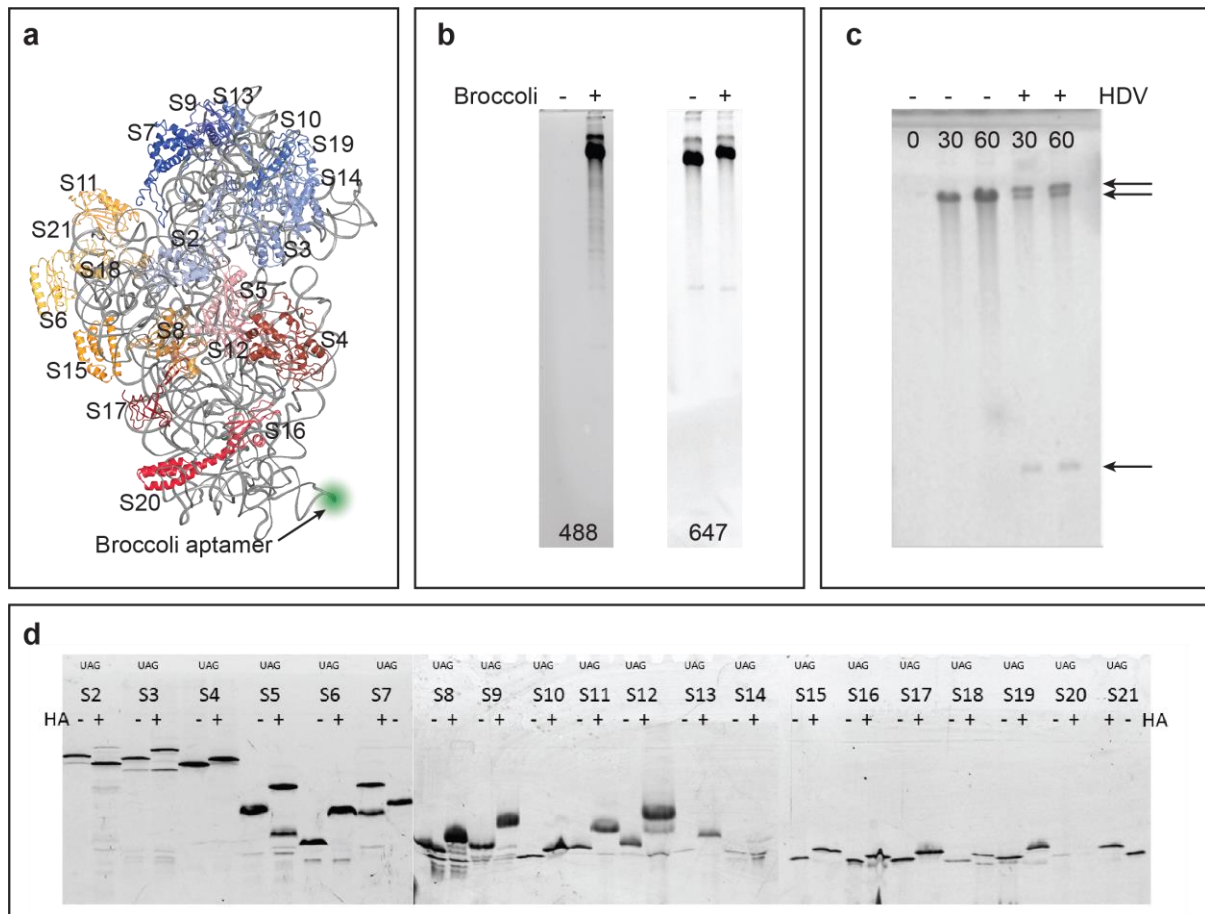 a
S9 S13
S7
S10
S19
S14
S11
S21
S2
S3
S18
S5
S6
S8
S4
S15
S12
S17
S16
S20
Broccoli aptamer
b
Broccoli - + - +
488 647
c
- - - + + HDV
0 30 60 30 60
d
UAG UAG UAG UAG UAG UAG UAG UAG UAG UAG UAG UAG UAG UAG UAG UAG UAG UAG UAG UAG
S2 S3 S4 S5 S6 S7 S8 S9 S10 S11 S12 S13 S14 S15 S16 S17 S18 S19 S20 S21
HA - + - + - + - + - + + - - + - + - + - + - + - + - + - + - + - + - + - + - + + - HA